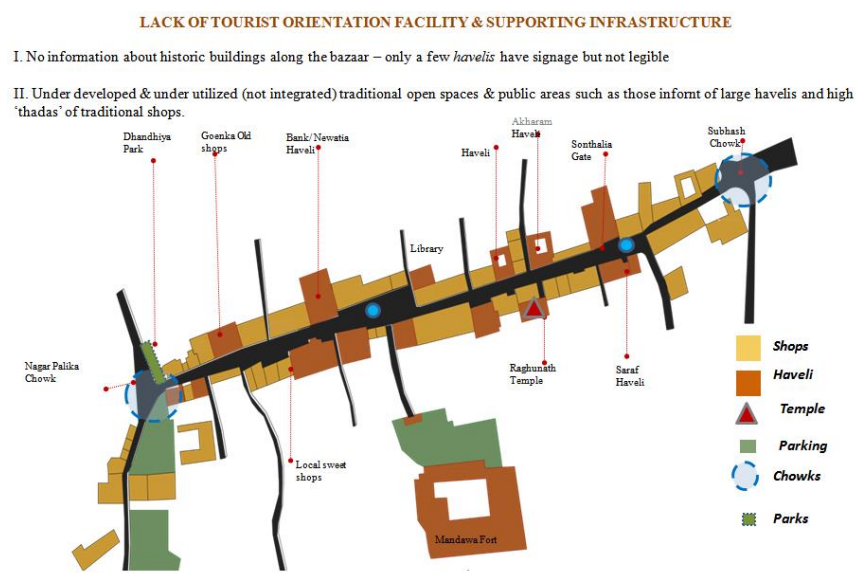 LACK OF TOURIST ORIENTATION FACILITY & SUPPORTING INFRASTRUCTURE
I. No information about historic buildings along the bazaar – only a few havelis have signage but not legible
II. Under developed & under utilized (not integrated) traditional open spaces & public areas such as those infornt of large havelis and high
‘thadas’ of traditional shops.
Dhandhiya
Park
Goenka Old
shops
Bank/ Newatia
Haveli
Haveli
Akharam
Haveli
Sonthalia
Gate
Subhash
Chowk
Library
Nagar Palika
Chowk
Raghunath
Temple
Saraf
Haveli
Local sweet
shops
Mandawa Fort
Shops
Haveli
Temple
Parking
Chowks
Parks